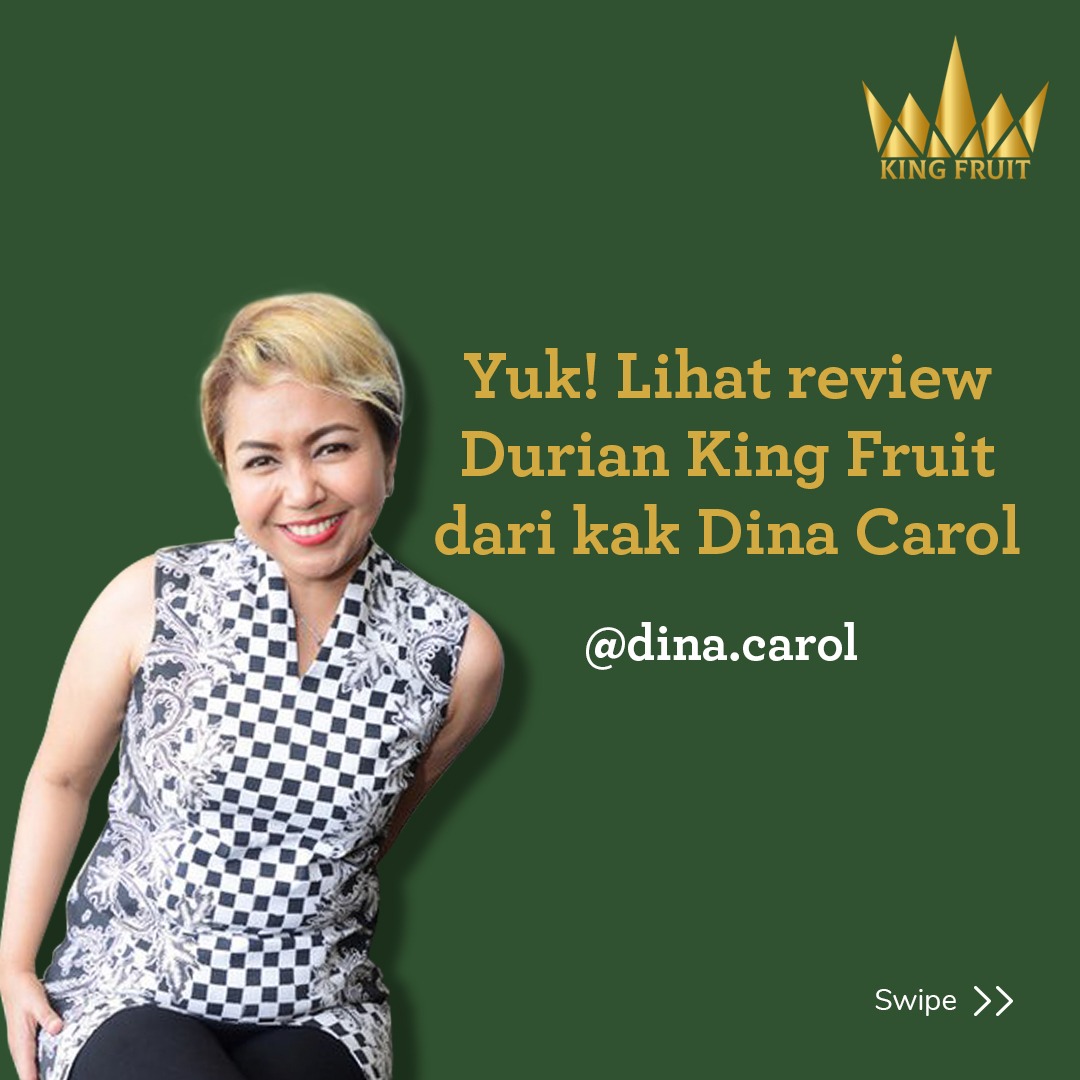 KING FRUIT
Yuk! Lihat review
Durian King Fruit
dari kak Dina Carol
@dina.carol
Swipe